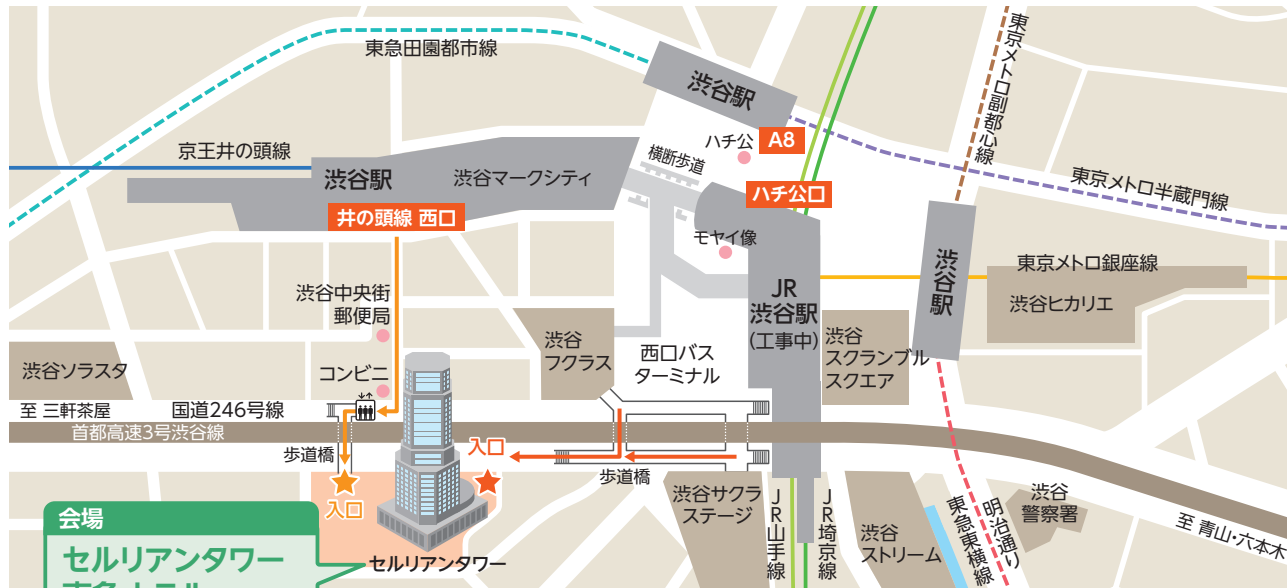 東急田園都市線
渋谷駅
ハチ公
A8
東京メトロ副都心線
京王井の頭線
渋谷駅
渋谷マークシティ
横断歩道
ハチ公口
東京メトロ半蔵門線
井の頭線 西口
モヤイ像
渋谷駅
東京メトロ銀座線
渋谷ヒカリエ
渋谷中央街
郵便局
JR
渋谷駅
(工事中)
渋谷
フクラス
西口バス
ターミナル
渋谷
スクランブル
スクエア
渋谷ソラスタ
コンビニ
至 三軒茶屋
国道246号線
首都高速3号渋谷線
歩道橋
入口
入口
歩道橋
渋谷サクラ
ステージ
JR山手線
JR埼京線
渋谷
ストリーム
東急東横線
明治通り
渋谷
警察署
至 青山・六本木
セルリアンタワー
会場
セルリアンタワー
東急ホテル